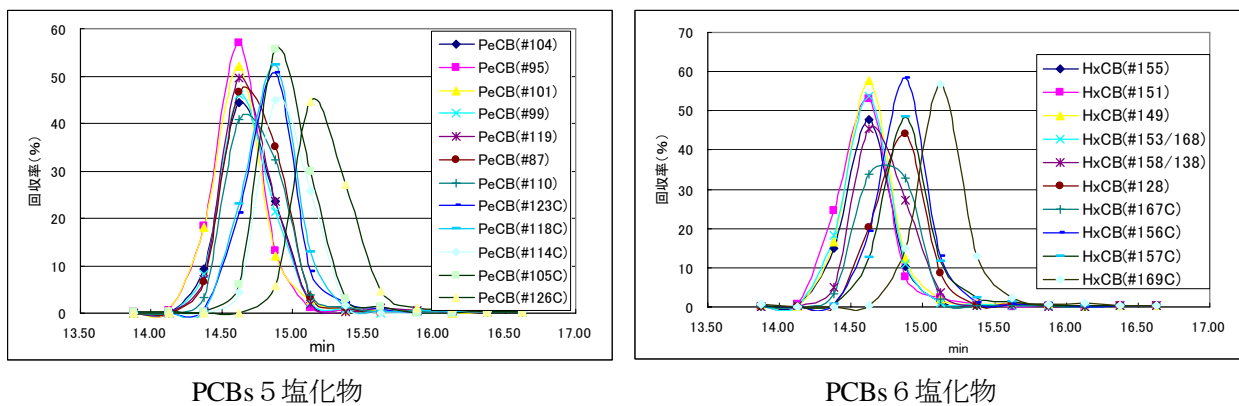 60
50
40
30
20
10
0
回収率(%)
13.50 14.00 14.50 15.00 15.50 16.00 16.50 17.00
min
PeCB(#104)
PeCB(#95)
PeCB(#101)
PeCB(#99)
PeCB(#119)
PeCB(#87)
PeCB(#110)
PeCB(#123C)
PeCB(#118C)
PeCB(#114C)
PeCB(#105C)
PeCB(#126C)
PCBs 5 塩化物
70
60
50
40
30
20
10
0
回収率(%)
13.50 14.00 14.50 15.00 15.50 16.00 16.50 17.00
min
HxCB(#155)
HxCB(#151)
HxCB(#149)
HxCB(#153/168)
HxCB(#158/138)
HxCB(#128)
HxCB(#167C)
HxCB(#156C)
HxCB(#157C)
HxCB(#169C)
PCBs 6 塩化物